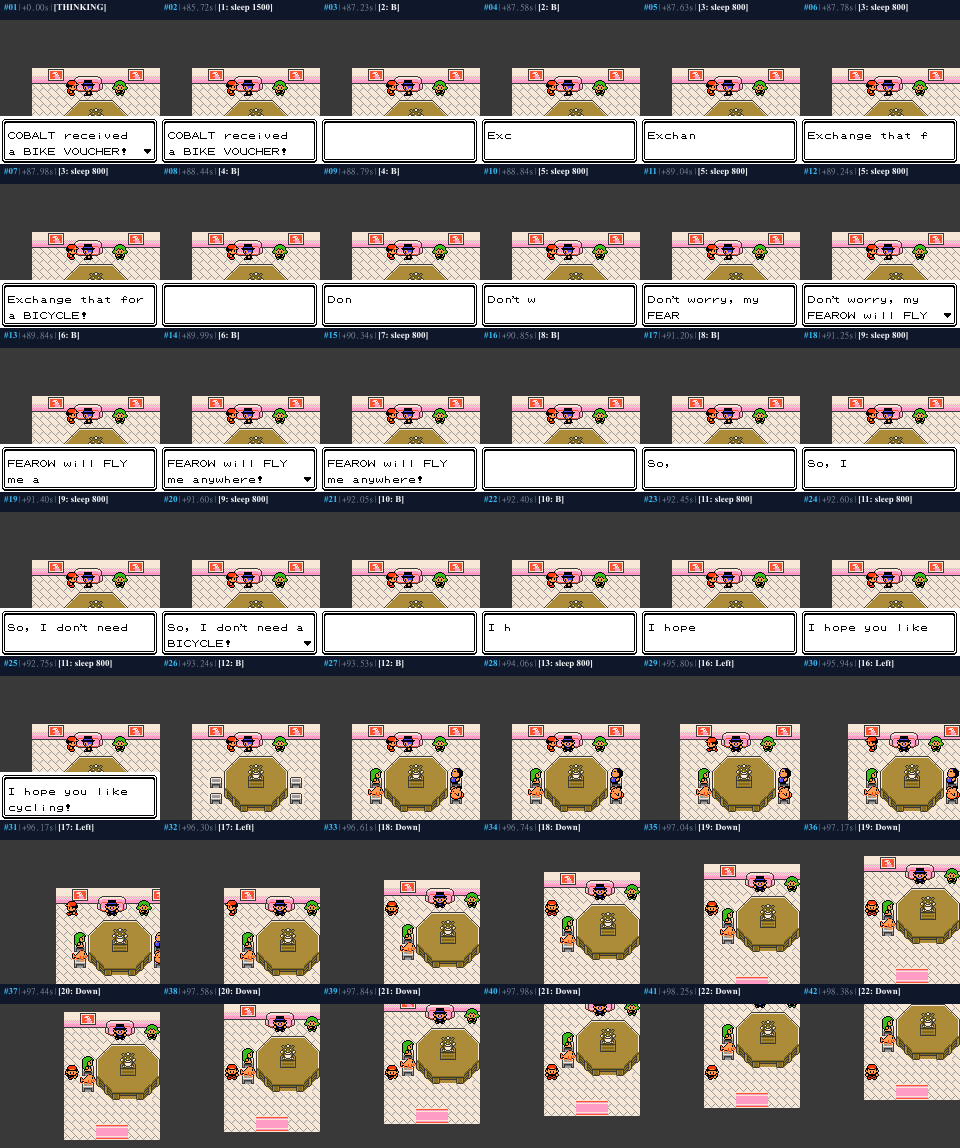 #01|+0.00s|[THINKING] #02|+85.72s|[1: sleep 1500] #03|+87.23s|[2: B] #04|+87.58s|[2: B] #05|+87.63s|[3: sleep 800] #06|+87.78s|[3: sleep 800]
COBALT received
a BIKE VOUCHER!
COBALT received
a BIKE VOUCHER!
Exc
Exchan
Exchange that f
#07|+87.98s|[3: sleep 800] #08|+88.44s|[4: B] #09|+88.79s|[4: B] #10|+88.84s|[5: sleep 800] #11|+89.04s|[5: sleep 800] #12|+89.24s|[5: sleep 800]
Exchange that for
a BICYCLE!
Don
Don't w
Don't worry, my
FEAR
Don't worry, my
FEAROW will FLY
#13|+89.84s|[6: B] #14|+89.99s|[6: B] #15|+90.34s|[7: sleep 800] #16|+90.85s|[8: B] #17|+91.20s|[8: B] #18|+91.25s|[9: sleep 800]
FEAROW will FLY
me a
FEAROW will FLY
me anywhere!
FEAROW will FLY
me anywhere!
So,
So, I
#19|+91.40s|[9: sleep 800] #20|+91.60s|[9: sleep 800] #21|+92.05s|[10: B] #22|+92.40s|[10: B] #23|+92.45s|[11: sleep 800] #24|+92.60s|[11: sleep 800]
So, I don't need
So, I don't need a
BICYCLE!
I h
I hope
I hope you like
#25|+92.75s|[11: sleep 800] #26|+93.24s|[12: B] #27|+93.53s|[12: B] #28|+94.06s|[13: sleep 800] #29|+95.80s|[16: Left] #30|+95.94s|[16: Left]
I hope you like
cycling!
#31|+96.17s|[17: Left] #32|+96.30s|[17: Left] #33|+96.61s|[18: Down] #34|+96.74s|[18: Down] #35|+97.04s|[19: Down] #36|+97.17s|[19: Down]
#37|+97.44s|[20: Down] #38|+97.58s|[20: Down] #39|+97.84s|[21: Down] #40|+97.98s|[21: Down] #41|+98.25s|[22: Down] #42|+98.38s|[22: Down]